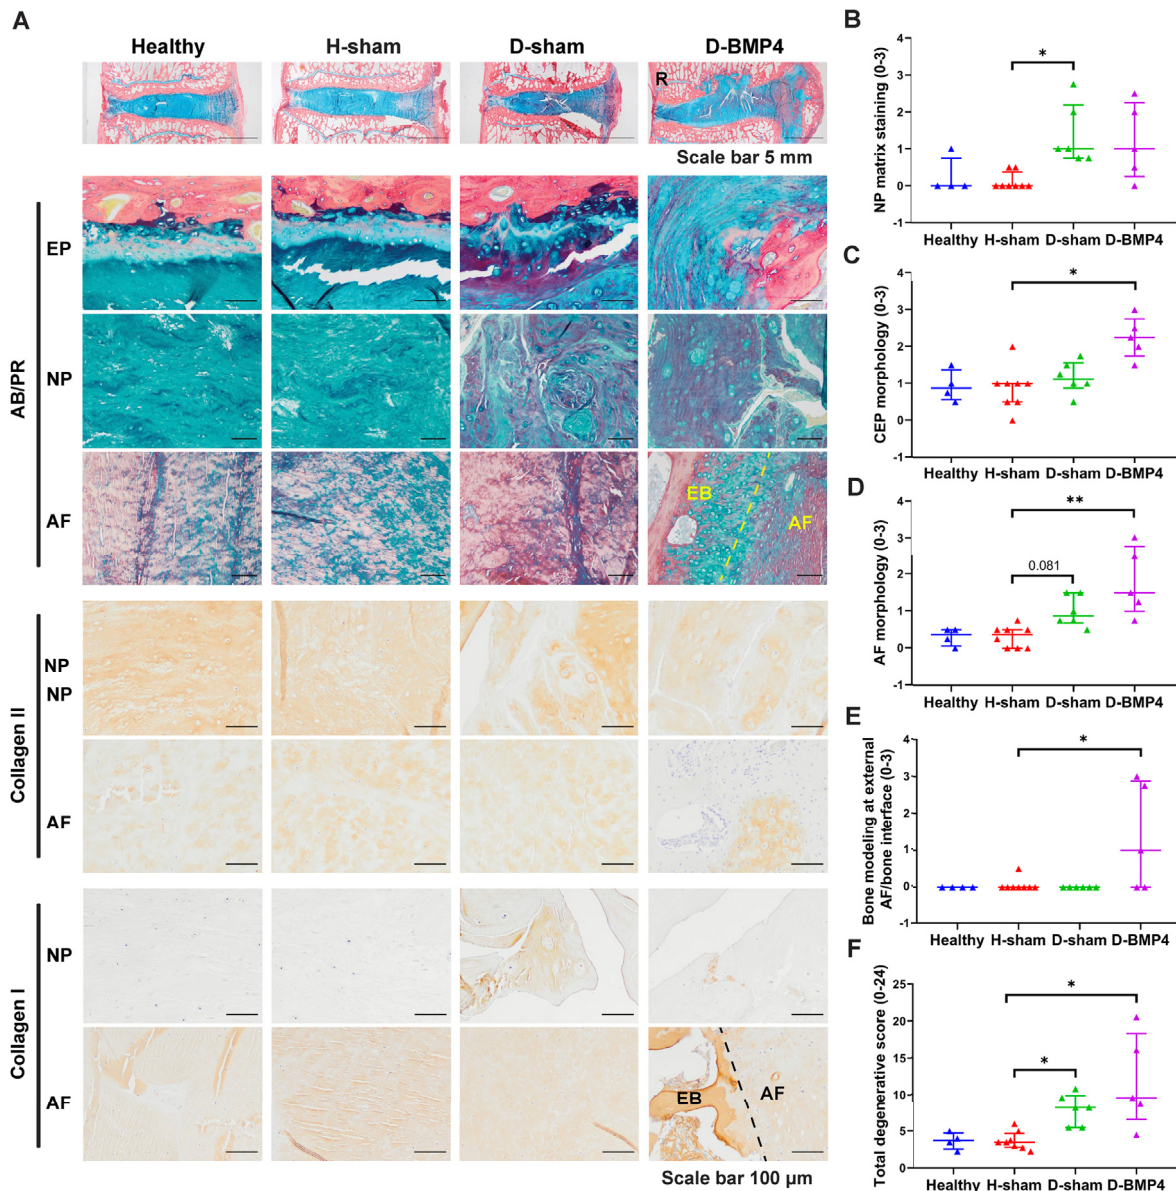 A
Healthy
H-sham
D-sham
D-BMP4
R
Scale bar 5 mm
AB/PR
EP
NP
AF
EB
AF
Collagen II
NP
NP
AF
Collagen I
NP
AF
EB
AF
Scale bar 100 µm
B
NP matrix staining (0-3)
4
3
2
1
0
-1
*
Healthy H-sham D-sham D-BMP4
C
CEP morphology (0-3)
4
3
2
1
0
-1
*
Healthy H-sham D-sham D-BMP4
D
AF morphology (0-3)
4
3
2
1
0
-1
**
0.081
Healthy H-sham D-sham D-BMP4
E
Bone modeling at external
AF/bone interface (0-3)
4
3
2
1
0
-1
*
Healthy H-sham D-sham D-BMP4
F
Total degenerative score (0-24)
25
20
15
10
5
0
*
*
Healthy H-sham D-sham D-BMP4